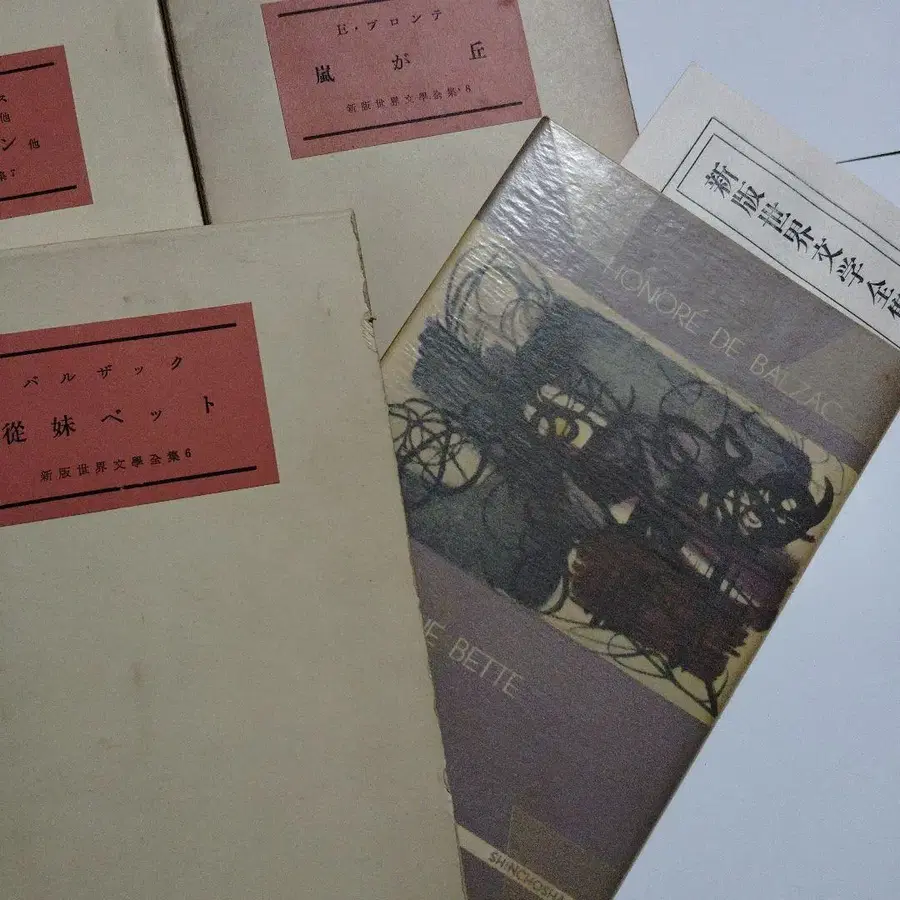 ス
他
ン 他
集7
E・ブロンテ
嵐が丘
新版世界文學全集・8
新版世界文学全
HONORÉ DE BALZAC
バルザック
從妹ベット
新版世界文學全集6
BETTE
SHINCHOSHA